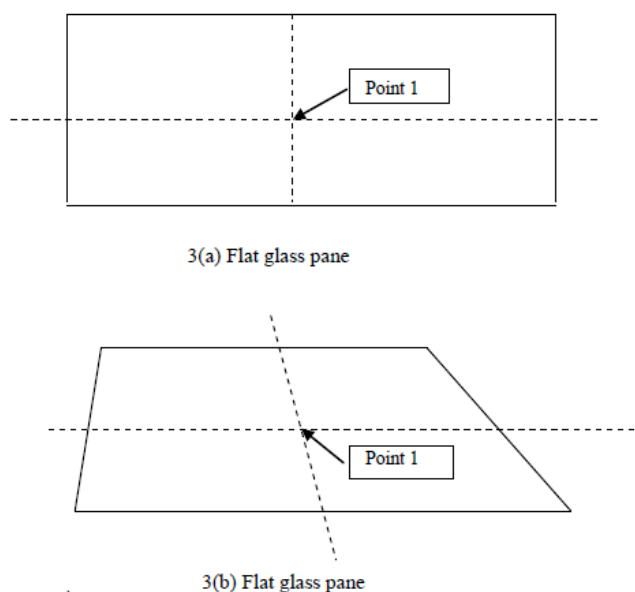 Point 1
3(a) Flat glass pane
Point 1
3(b) Flat glass pane